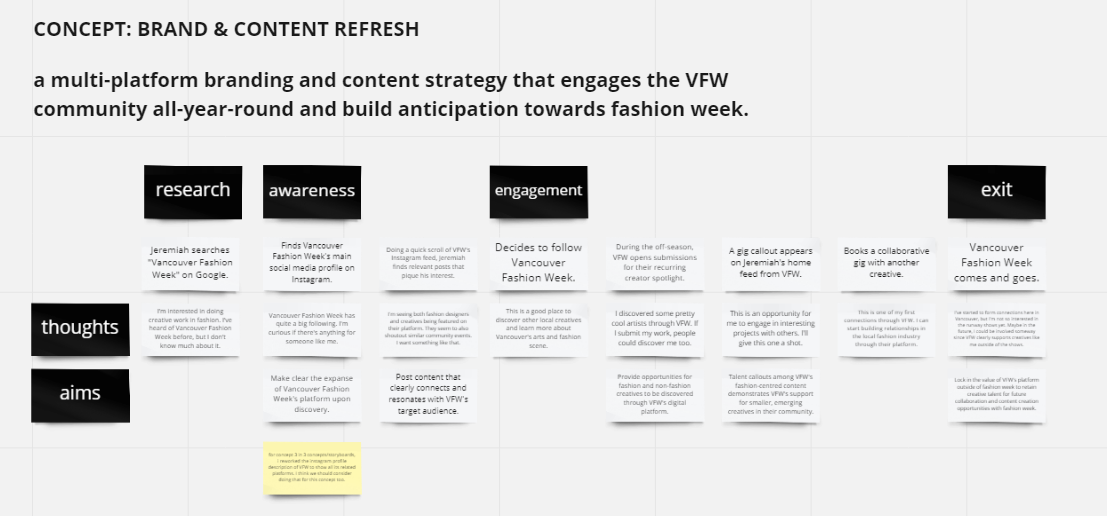 CONCEPT: BRAND & CONTENT REFRESH
a multi-platform branding and content strategy that engages the VFW
community all-year-round and build anticipation towards fashion week.
research
awareness
engagement
exit
Jeremiah searches
"Vancouver Fashion
Week" on Google.
Finds Vancouver
Fashion Week's main
social media profile on
Instagram.
Doing a quick scroll of VFW's
Instagram feed, Jeremiah
finds relevant posts that
pique his interest.
Decides to follow
Vancouver
Fashion Week.
During the off-season,
VFW opens submissions
for their recurring
creator spotlight.
A gig callout appears
on Jeremiah's home
feed from VFW.
Books a collaborative
gig with another
creative.
Vancouver
Fashion Week
comes and goes.
thoughts
I'm interested in doing
creative work in fashion. I've
heard of Vancouver Fashion
Week before, but I don't
know much about it.
Vancouver Fashion Week has
quite a big following. I'm
curious if there's anything for
someone like me.
I'm seeing both fashion designers
and creatives being featured on
their platform. They seem to also
shoutout similar community events.
I want something like that.
This is a good place to
discover other local creatives
and learn more about
Vancouver's arts and fashion
scene.
I discovered some pretty
cool artists through VFW. If
I submit my work, people
could discover me too.
This is an opportunity for
me to engage in interesting
projects with others. I'll
give this one a shot.
This is one of my first
connections through VFW. I can
start building relationships in
the local fashion industry
through their platform.
I've started to form connections here in
Vancouver, but I'm not so interested in
the runway shows yet. Maybe in the
future, I could be involved someway
since VFW clearly supports creatives like
me outside of the shows.
aims
Make clear the expanse
of Vancouver Fashion
Week's platform upon
discovery.
Post content that
clearly connects and
resonates with VFW's
target audience.
Provide opportunities for
fashion and non-fashion
creatives to be discovered
through VFW's digital
platform.
Talent callouts among VFW's
fashion-centred content
demonstrates VFW's support
for smaller, emerging
creatives in their community.
Lock in the value of VFW's platform
outside of fashion week to retain
creative talent for future
collaboration and content creation
opportunities with fashion week.
for concept 3 in 3 concepts/storyboards,
I reworked the instagram profile
description of VFW to show all its related
platforms. I think we should consider
doing that for this concept too.